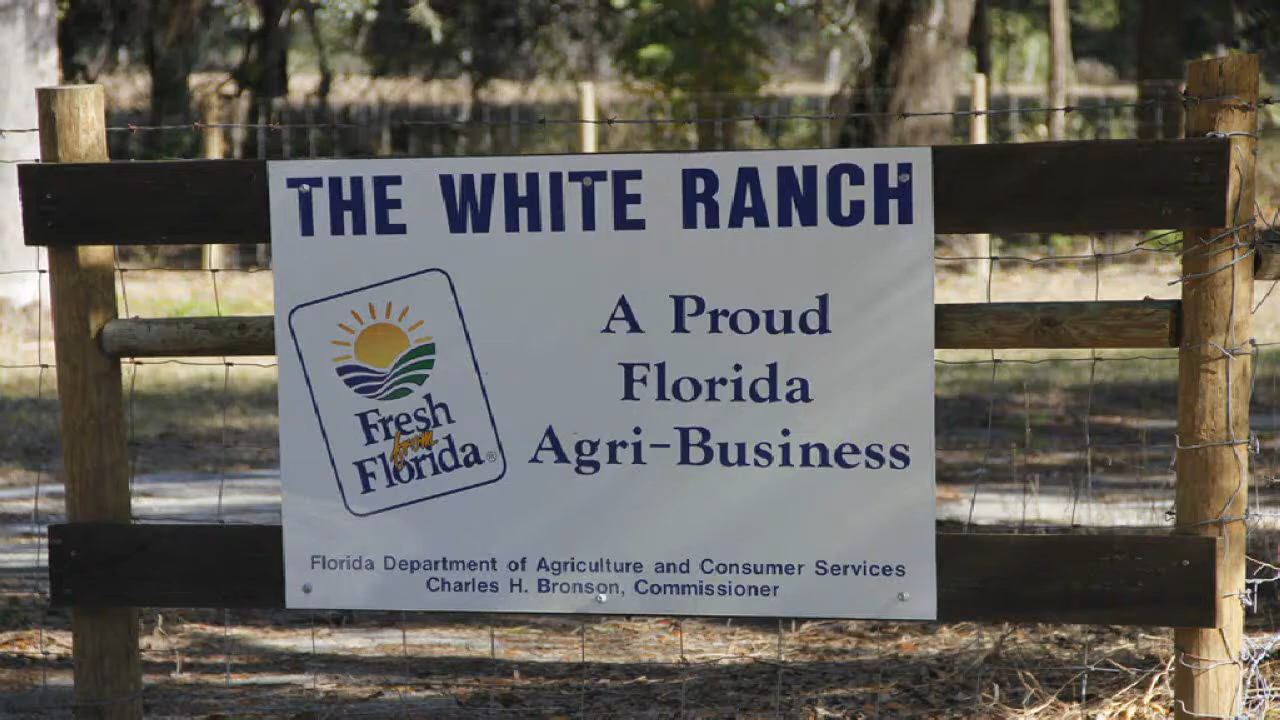 THE WHITE RANCH
A Proud
Florida
Agri-Business
Fresh
from
Florida®
Florida Department of Agriculture and Consumer Services
Charles H. Bronson, Commissioner